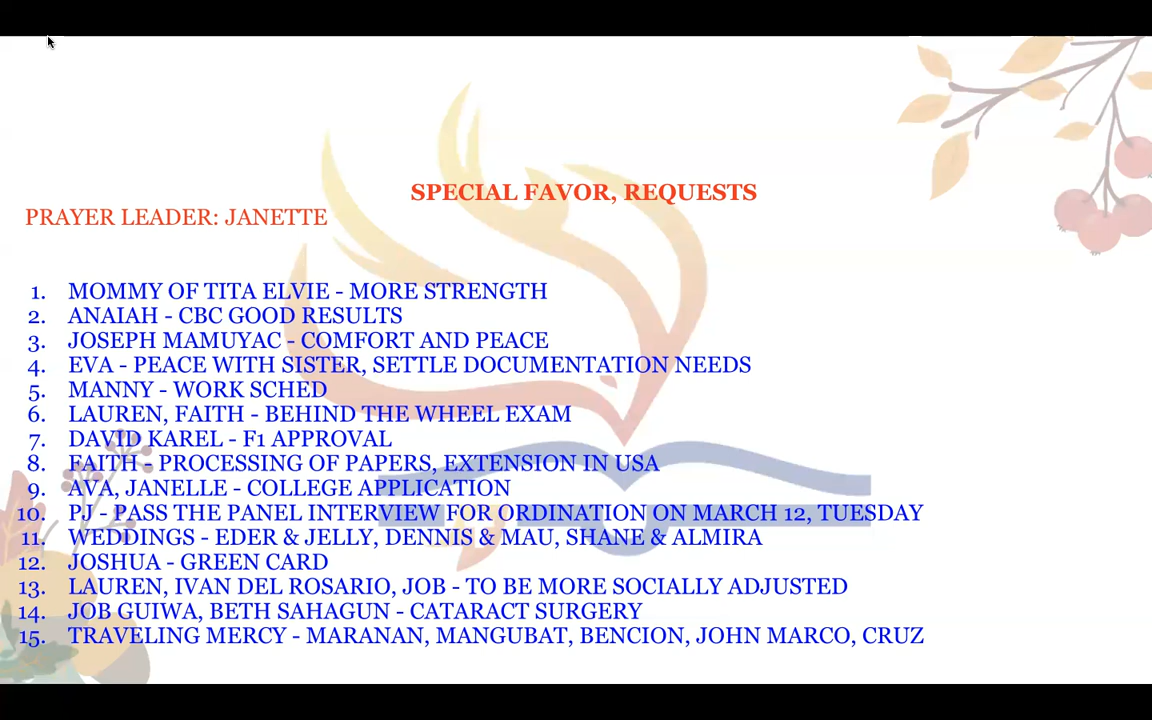 SPECIAL FAVOR, REQUESTS
PRAYER LEADER: JANETTE
1. MOMMY OF TITA ELVIE - MORE STRENGTH
2. ANAIAH - CBC GOOD RESULTS
3. JOSEPH MAMUYAC - COMFORT AND PEACE
4. EVA - PEACE WITH SISTER, SETTLE DOCUMENTATION NEEDS
5. MANNY - WORK SCHED
6. LAUREN, FAITH - BEHIND THE WHEEL EXAM
7. DAVID KAREL - F1 APPROVAL
8. FAITH - PROCESSING OF PAPERS, EXTENSION IN USA
9. AVA, JANELLE - COLLEGE APPLICATION
10. PJ - PASS THE PANEL INTERVIEW FOR ORDINATION ON MARCH 12, TUESDAY
11. WEDDINGS - EDER & JELLY, DENNIS & MAU, SHANE & ALMIRA
12. JOSHUA - GREEN CARD
13. LAUREN, IVAN DEL ROSARIO, JOB - TO BE MORE SOCIALLY ADJUSTED
14. JOB GUIWA, BETH SAHAGUN - CATARACT SURGERY
15. TRAVELING MERCY - MARANAN, MANGUBAT, BENCION, JOHN MARCO, CRUZ